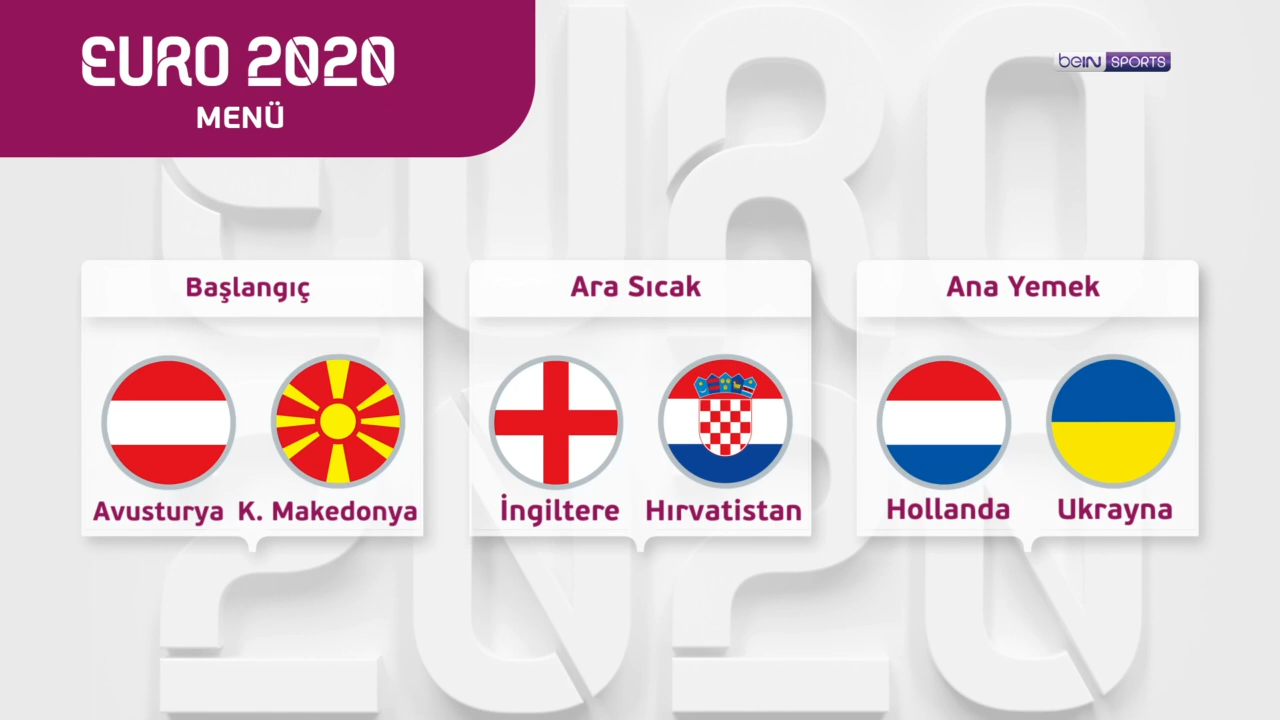 EURO 2020
MENÜ
beIN SPORTS
Başlangıç
Avusturya K. Makedonya
Ara Sıcak
İngiltere Hırvatistan
Ana Yemek
Hollanda Ukrayna